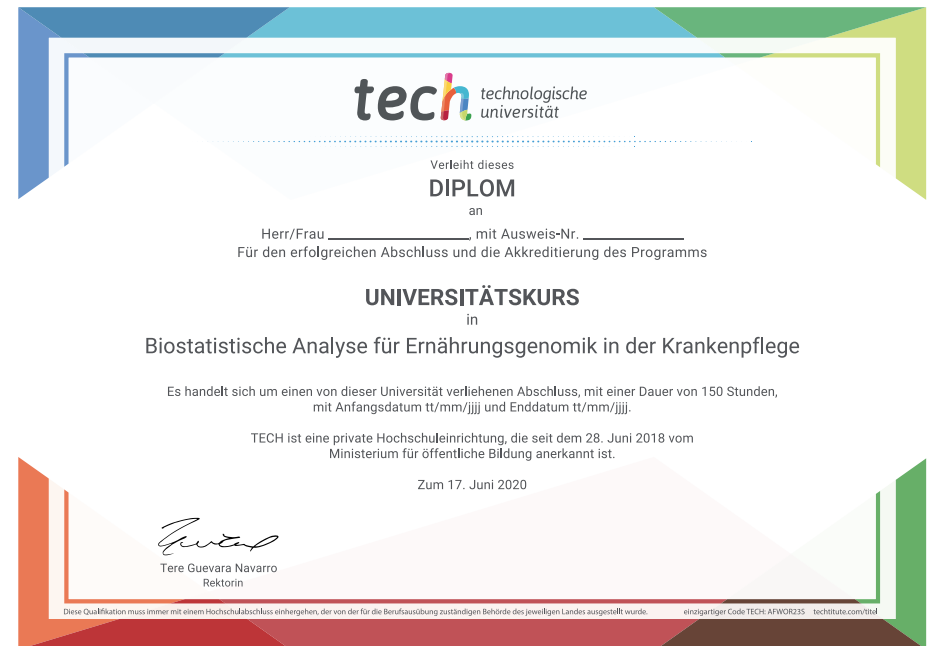 tech technologische
universität
Verleiht dieses
DIPLOM
an
Herr/Frau ____________________, mit Ausweis-Nr. ______________
Für den erfolgreichen Abschluss und die Akkreditierung des Programms
UNIVERSITÄTSKURS
in
Biostatistische Analyse für Ernährungsgenomik in der Krankenpflege
Es handelt sich um einen von dieser Universität verliehenen Abschluss, mit einer Dauer von 150 Stunden,
mit Anfangsdatum tt/mm/jjjj und Enddatum tt/mm/jjjj.
TECH ist eine private Hochschuleinrichtung, die seit dem 28. Juni 2018 vom
Ministerium für öffentliche Bildung anerkannt ist.
Zum 17. Juni 2020
Tere Guevara Navarro
Rektorin
Diese Qualifikation muss immer mit einem Hochschulabschluss einhergehen, der von der für die Berufsausübung zuständigen Behörde des jeweiligen Landes ausgestellt wurde. einzigartiger Code TECH: AFWOR23S techtitute.com/titel